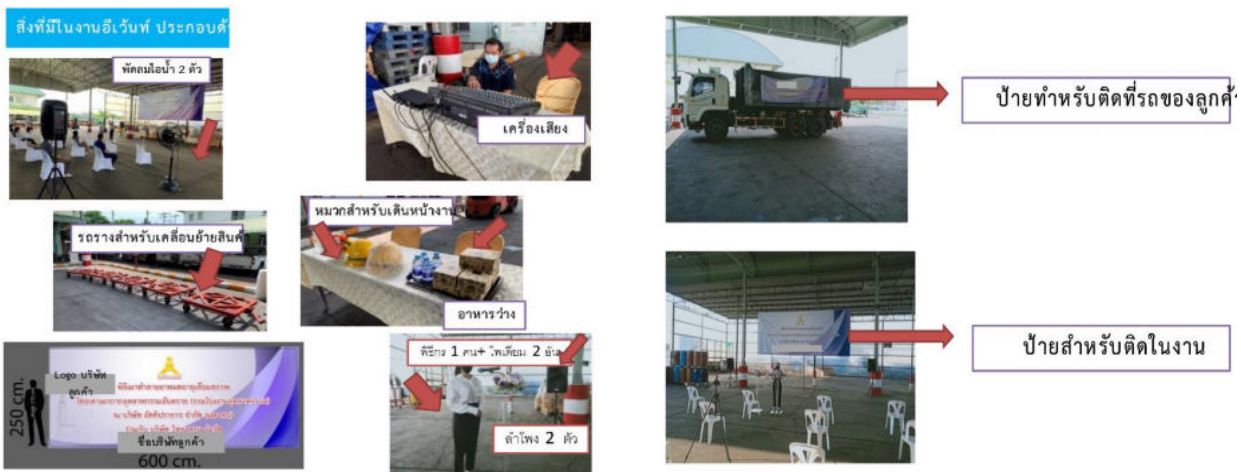 สิ่งที่มีในงานอีเว้นท์ ประกอบด้
พัดลมไอน้ำ 2 ตัว
เครื่องเสียง
ป้ายทำหรับติดที่รถของลูกค้า
รถรางสำหรับเคลื่อนย้ายสินค้
หมวกสำหรับเดินหน้างาน
อาหารว่าง
พิธีกร 1 คน+ โพเดียม 2 อัน
ลำโพง 2 ตัว
ป้ายสำหรับติดในงาน
Logo บริษัท
ลูกค้า
ชื่อบริษัทลูกค้า
250 cm.
600 cm.